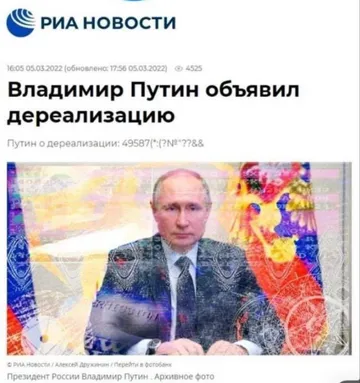 РИА НОВОСТИ
16:05 05.03.2022 (обновлено: 17:56 05.03.2022) 4525
Владимир Путин объявил
дереализацию
Путин о дереализации: 49587(*:(?№°"??&&
© РИА Новости / Алексей Дружинин / Перейти в фотобанк
Президент России Владимир Путин . Архивное фото